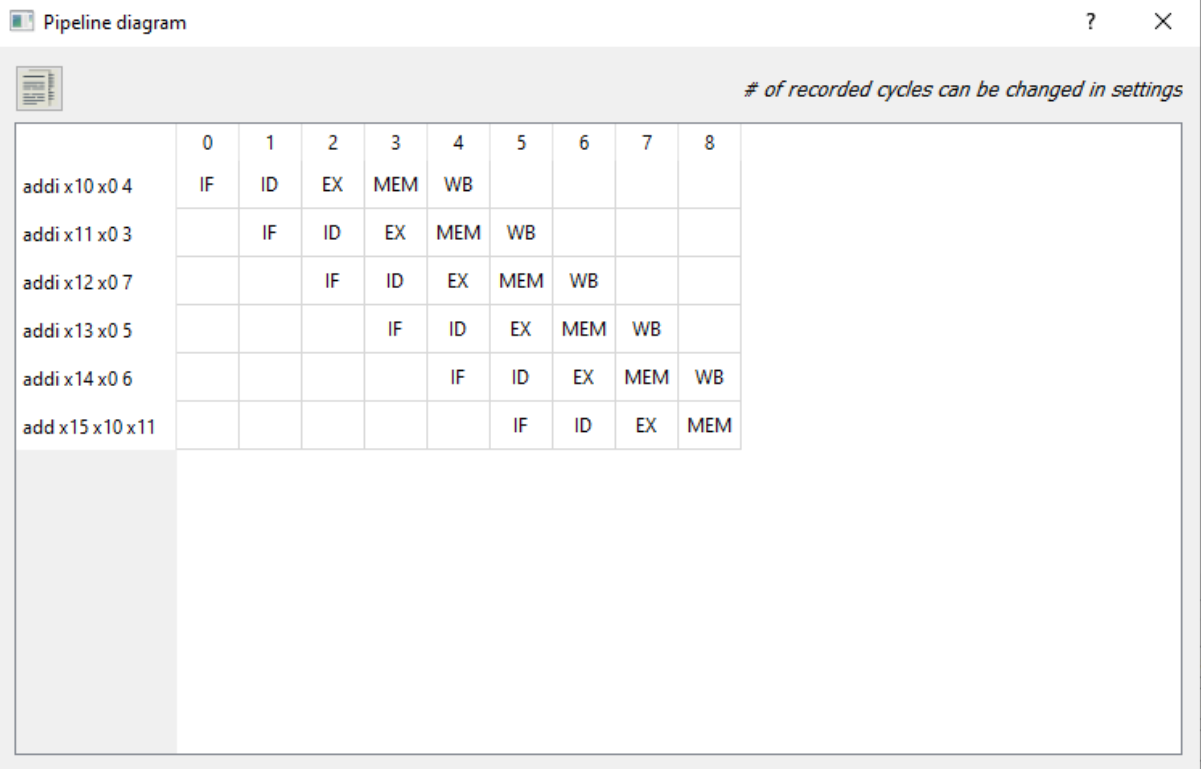 Pipeline diagram ?
# of recorded cycles can be changed in settings
0 1 2 3 4 5 6 7 8
addi x10 x0 4 IF ID EX MEM WB
addi x11 x0 3 IF ID EX MEM WB
addi x12 x0 7 IF ID EX MEM WB
addi x13 x0 5 IF ID EX MEM WB
addi x14 x0 6 IF ID EX MEM WB
add x15 x10 x11 IF ID EX MEM